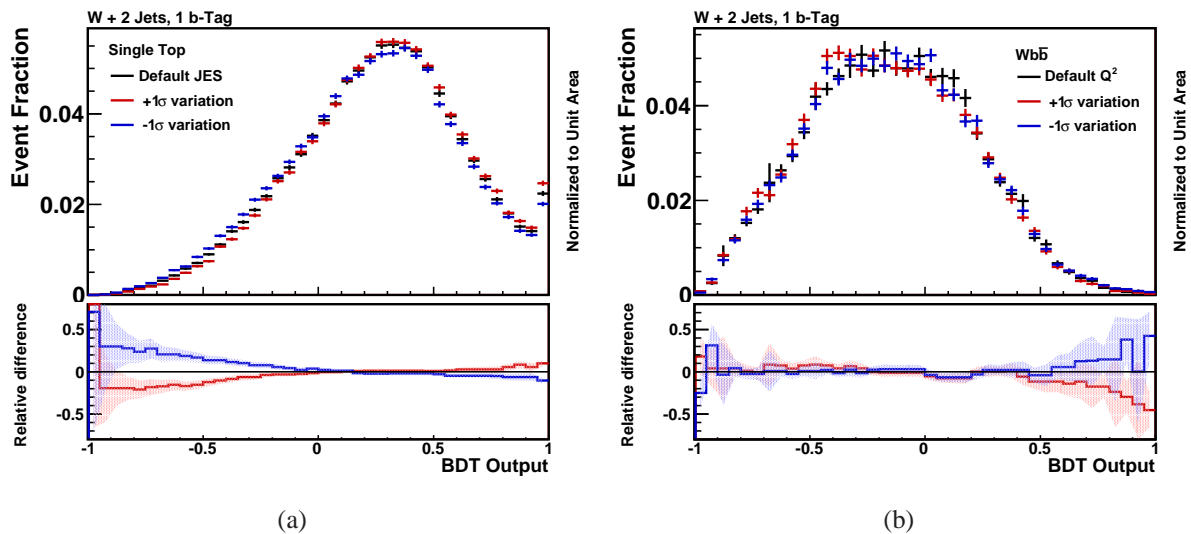 W + 2 Jets, 1 b-Tag
Event Fraction
Single Top
Default JES
+1σ variation
-1σ variation
0.04
0.02
0
Normalized to Unit Area
Relative difference
0.5
0
-0.5
-1 -0.5 0 0.5 1
BDT Output
(a)
W + 2 Jets, 1 b-Tag
Event Fraction
Wbb̅
Default Q²
+1σ variation
-1σ variation
0.04
0.02
0
Normalized to Unit Area
Relative difference
0.5
0
-0.5
-1 -0.5 0 0.5 1
BDT Output
(b)